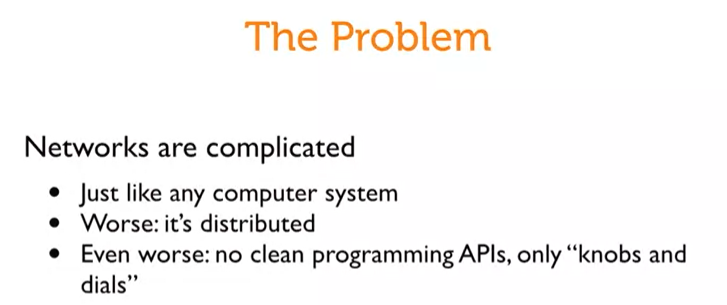 The Problem
Networks are complicated
• Just like any computer system
• Worse: it's distributed
• Even worse: no clean programming APIs, only “knobs and
dials”